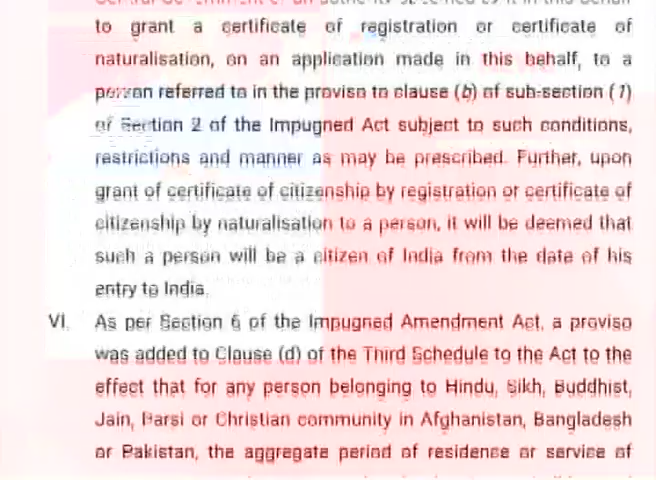 to grant a certificate of registration or certificate of
naturalisation, on an application made in this behalf, to a
person referred to in the proviso to clause (b) of sub-section (1)
of Section 2 of the Impugned Act subject to such conditions,
restrictions and manner as may be prescribed. Further, upon
grant of certificate of citizenship by registration or certificate of
citizenship by naturalisation to a person, it will be deemed that
such a person will be a citizen of India from the date of his
entry to India.
VI. As per Section 6 of the Impugned Amendment Act, a proviso
was added to Clause (d) of the Third Schedule to the Act to the
effect that for any person belonging to Hindu, Sikh, Buddhist,
Jain, Parsi or Christian community in Afghanistan, Bangladesh
or Pakistan, the aggregate period of residence or service of